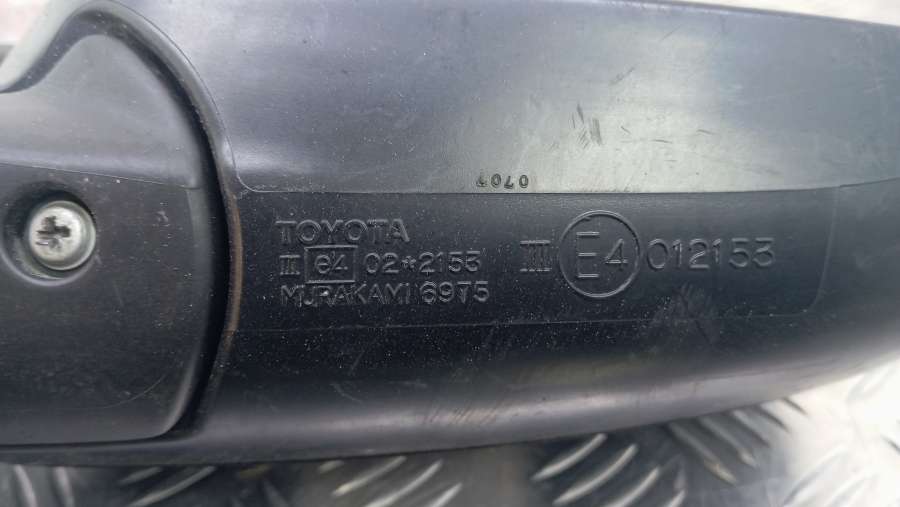 0707
TOYOTA
III e4 02*2153
MURAKAMI 6975
III E4 012153